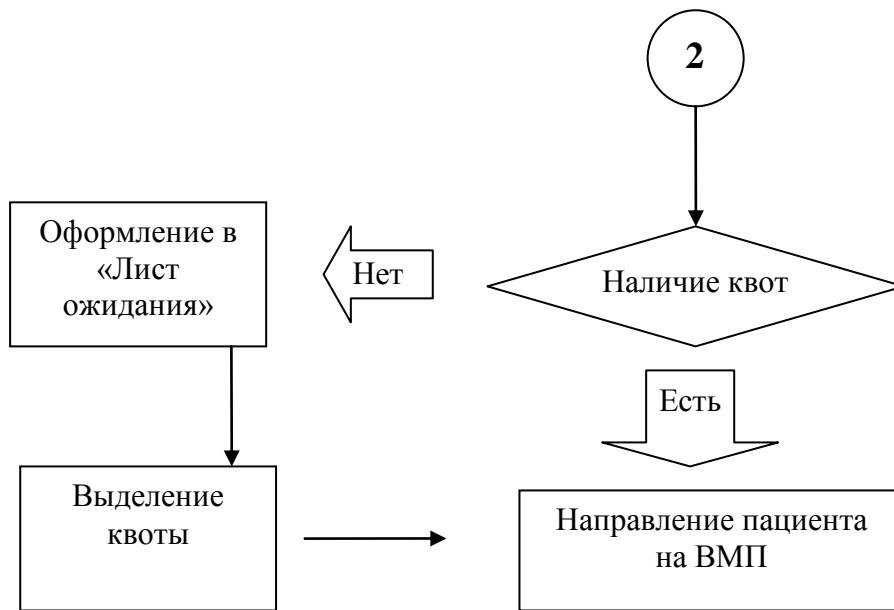 2
Оформление в
«Лист
ожидания»
Нет
Наличие квот
Есть
Выделение
квоты
Направление пациента
на ВМП